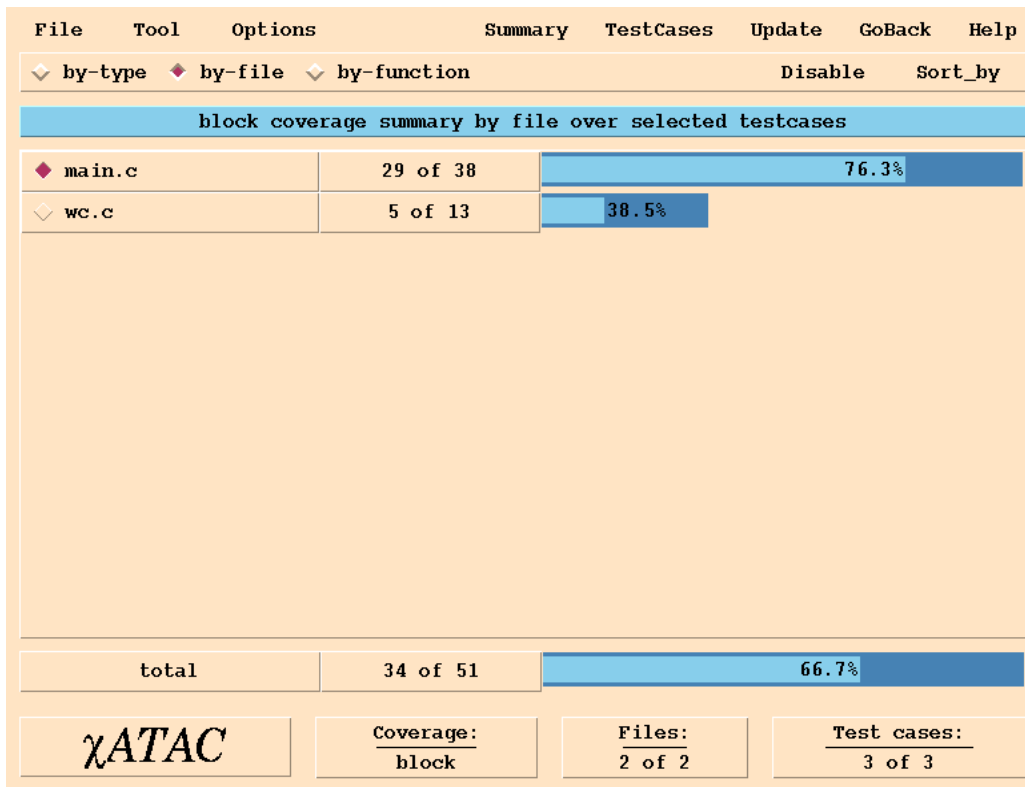 File Tool Options Summary TestCases Update GoBack Help
by-type by-file by-function Disable Sort_by
block coverage summary by file over selected testcases
main.c 29 of 38 76.3%
wc.c 5 of 13 38.5%
total 34 of 51 66.7%
χATAC Coverage: Files: Test cases:
block 2 of 2 3 of 3